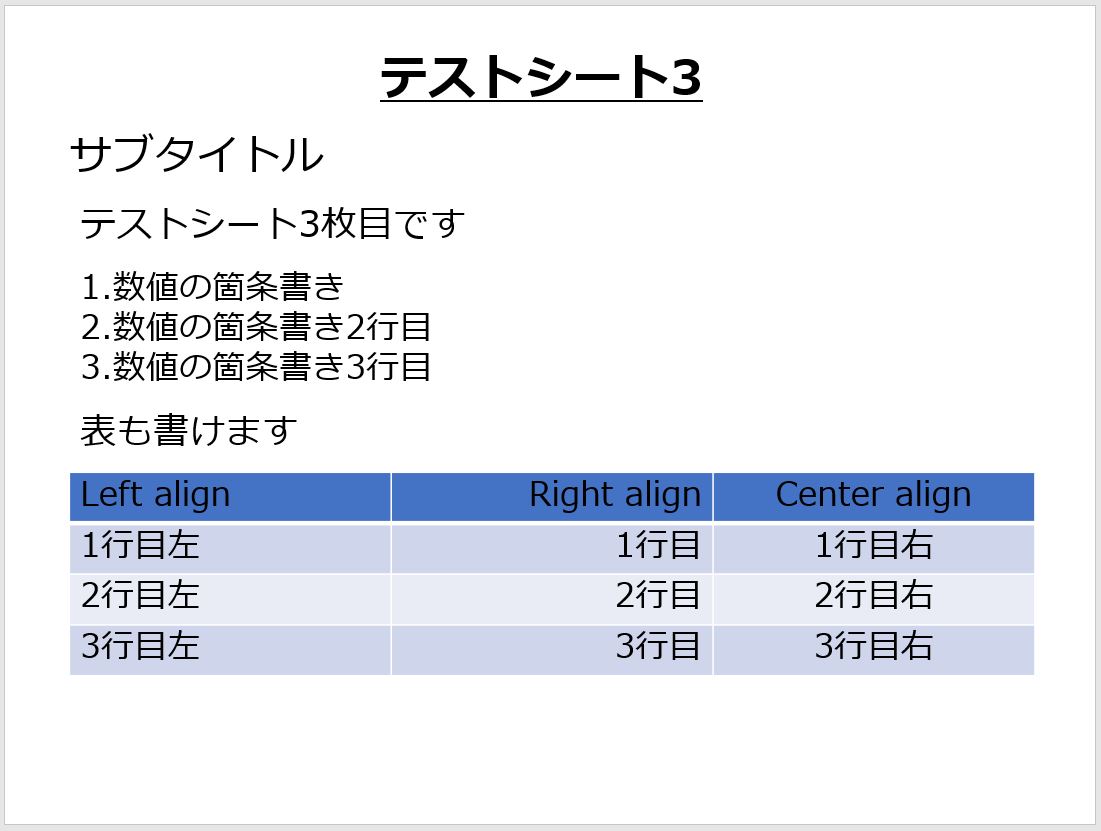 テストシート3
サブタイトル
テストシート3枚目です
1.数値の箇条書き
2.数値の箇条書き2行目
3.数値の箇条書き3行目
表も書けます
Left align Right align Center align
1行目左 1行目 1行目右
2行目左 2行目 2行目右
3行目左 3行目 3行目右